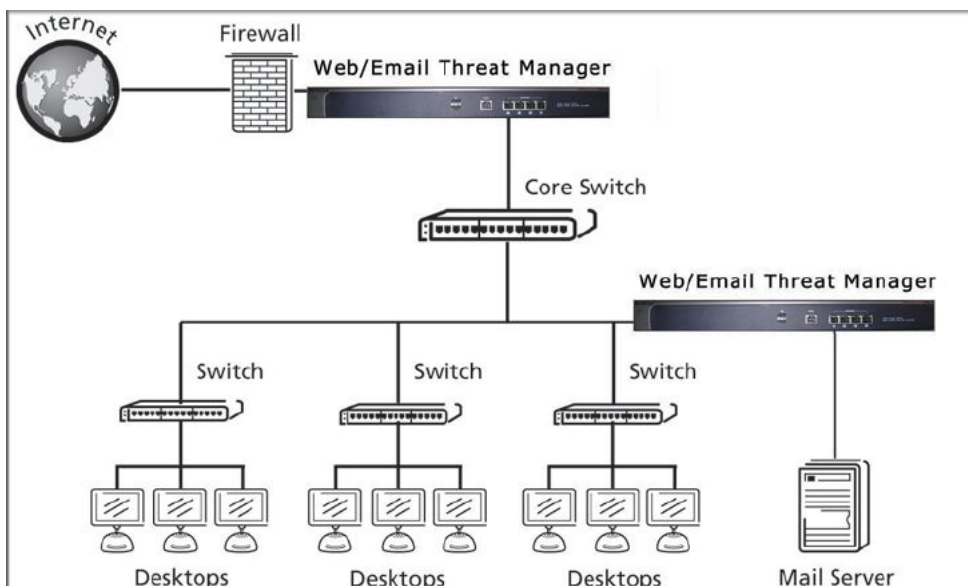 Internet
Firewall
Web/Email Threat Manager
Core Switch
Web/Email Threat Manager
Switch
Switch
Switch
Desktops
Desktops
Desktops
Mail Server